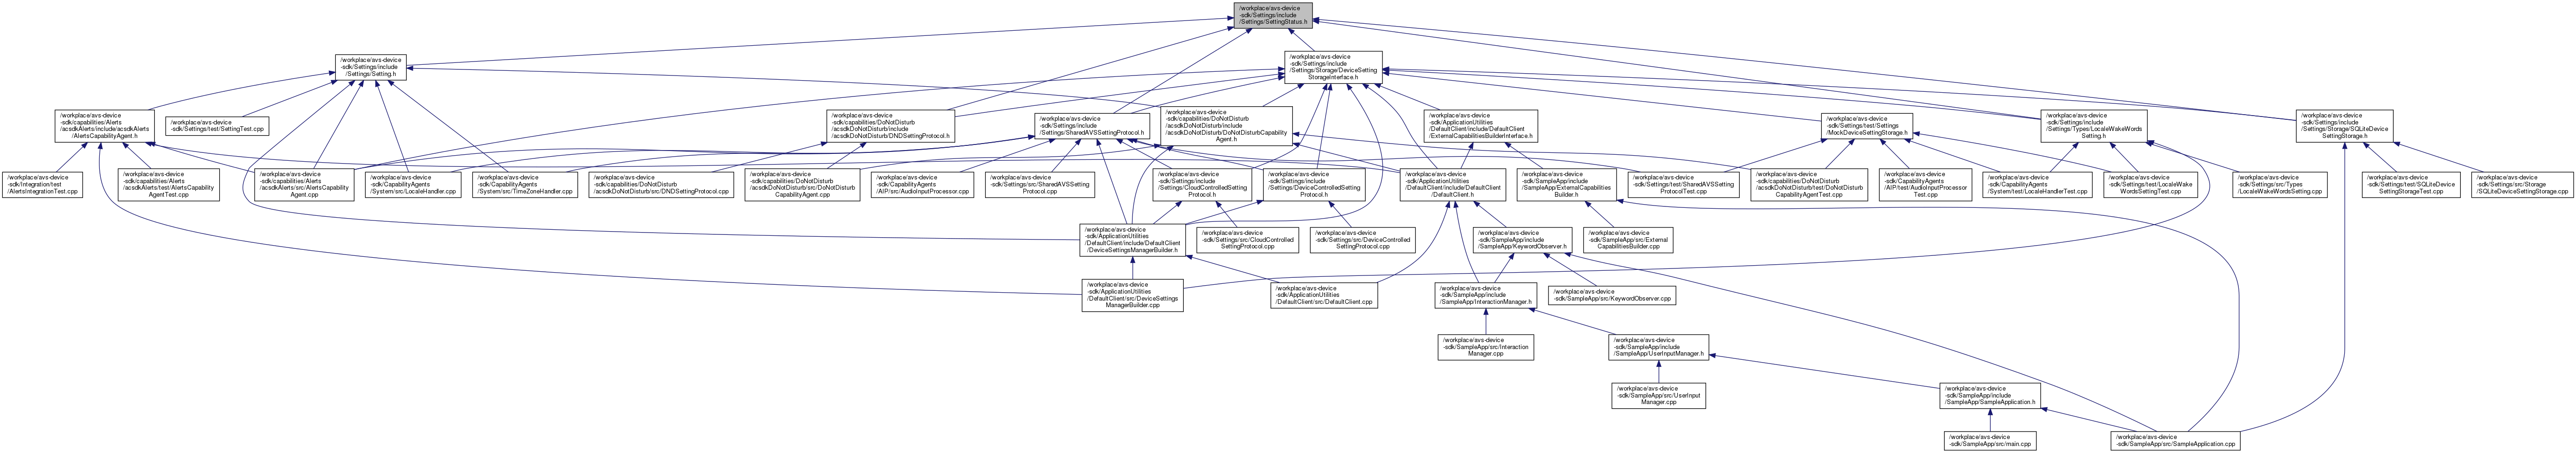 /workplace/avs-device
-sdk/Settings/include
/Settings/SettingStatus.h
/workplace/avs-device
-sdk/Settings/include
/Settings/Setting.h
/workplace/avs-device
-sdk/Settings/include
/Settings/Storage/DeviceSetting
StorageInterface.h
/workplace/avs-device
-sdk/capabilities/Alerts
/acsdkAlerts/include/acsdkAlerts
/AlertsCapabilityAgent.h
/workplace/avs-device
-sdk/Settings/test/SettingTest.cpp
/workplace/avs-device
-sdk/capabilities/DoNotDisturb
/acsdkDoNotDisturb/include
/acsdkDoNotDisturb/DNDSettingProtocol.h
/workplace/avs-device
-sdk/Settings/include
/Settings/SharedAVSSettingProtocol.h
/workplace/avs-device
-sdk/capabilities/DoNotDisturb
/acsdkDoNotDisturb/include
/acsdkDoNotDisturb/DoNotDisturbCapability
Agent.h
/workplace/avs-device
-sdk/ApplicationUtilities
/DefaultClient/include/DefaultClient
/ExternalCapabilitiesBuilderInterface.h
/workplace/avs-device
-sdk/Settings/test/Settings
/MockDeviceSettingStorage.h
/workplace/avs-device
-sdk/Settings/include
/Settings/Types/LocaleWakeWords
Setting.h
/workplace/avs-device
-sdk/Settings/include
/Settings/Storage/SQLiteDevice
SettingStorage.h
/workplace/avs-device
-sdk/Integration/test
/AlertsIntegrationTest.cpp
/workplace/avs-device
-sdk/capabilities/Alerts
/acsdkAlerts/test/AlertsCapability
AgentTest.cpp
/workplace/avs-device
-sdk/capabilities/Alerts
/acsdkAlerts/src/AlertsCapability
Agent.cpp
/workplace/avs-device
-sdk/CapabilityAgents
/System/src/LocaleHandler.cpp
/workplace/avs-device
-sdk/CapabilityAgents
/System/src/TimeZoneHandler.cpp
/workplace/avs-device
-sdk/capabilities/DoNotDisturb
/acsdkDoNotDisturb/src/DNDSettingProtocol.cpp
/workplace/avs-device
-sdk/capabilities/DoNotDisturb
/acsdkDoNotDisturb/src/DoNotDisturb
CapabilityAgent.cpp
/workplace/avs-device
-sdk/CapabilityAgents
/AIP/src/AudioInputProcessor.cpp
/workplace/avs-device
-sdk/Settings/src/SharedAVSSetting
Protocol.cpp
/workplace/avs-device
-sdk/Settings/include
/Settings/CloudControlledSetting
Protocol.h
/workplace/avs-device
-sdk/Settings/include
/Settings/DeviceControlledSetting
Protocol.h
/workplace/avs-device
-sdk/ApplicationUtilities
/DefaultClient/include/DefaultClient
/DefaultClient.h
/workplace/avs-device
-sdk/SampleApp/include
/SampleApp/ExternalCapabilities
Builder.h
/workplace/avs-device
-sdk/Settings/test/SharedAVSSetting
ProtocolTest.cpp
/workplace/avs-device
-sdk/capabilities/DoNotDisturb
/acsdkDoNotDisturb/test/DoNotDisturb
CapabilityAgentTest.cpp
/workplace/avs-device
-sdk/CapabilityAgents
/AIP/test/AudioInputProcessor
Test.cpp
/workplace/avs-device
-sdk/CapabilityAgents
/System/test/LocaleHandlerTest.cpp
/workplace/avs-device
-sdk/Settings/test/LocaleWake
WordsSettingTest.cpp
/workplace/avs-device
-sdk/Settings/src/Types
/LocaleWakeWordsSetting.cpp
/workplace/avs-device
-sdk/Settings/test/SQLiteDevice
SettingStorageTest.cpp
/workplace/avs-device
-sdk/Settings/src/Storage
/SQLiteDeviceSettingStorage.cpp
/workplace/avs-device
-sdk/ApplicationUtilities
/DefaultClient/include/DefaultClient
/DeviceSettingsManagerBuilder.h
/workplace/avs-device
-sdk/Settings/src/CloudControlled
SettingProtocol.cpp
/workplace/avs-device
-sdk/Settings/src/DeviceControlled
SettingProtocol.cpp
/workplace/avs-device
-sdk/SampleApp/include
/SampleApp/KeywordObserver.h
/workplace/avs-device
-sdk/SampleApp/src/External
CapabilitiesBuilder.cpp
/workplace/avs-device
-sdk/ApplicationUtilities
/DefaultClient/src/DeviceSettings
ManagerBuilder.cpp
/workplace/avs-device
-sdk/ApplicationUtilities
/DefaultClient/src/DefaultClient.cpp
/workplace/avs-device
-sdk/SampleApp/include
/SampleApp/InteractionManager.h
/workplace/avs-device
-sdk/SampleApp/src/KeywordObserver.cpp
/workplace/avs-device
-sdk/SampleApp/src/Interaction
Manager.cpp
/workplace/avs-device
-sdk/SampleApp/include
/SampleApp/UserInputManager.h
/workplace/avs-device
-sdk/SampleApp/src/UserInput
Manager.cpp
/workplace/avs-device
-sdk/SampleApp/include
/SampleApp/SampleApplication.h
/workplace/avs-device
-sdk/SampleApp/src/main.cpp
/workplace/avs-device
-sdk/SampleApp/src/SampleApplication.cpp